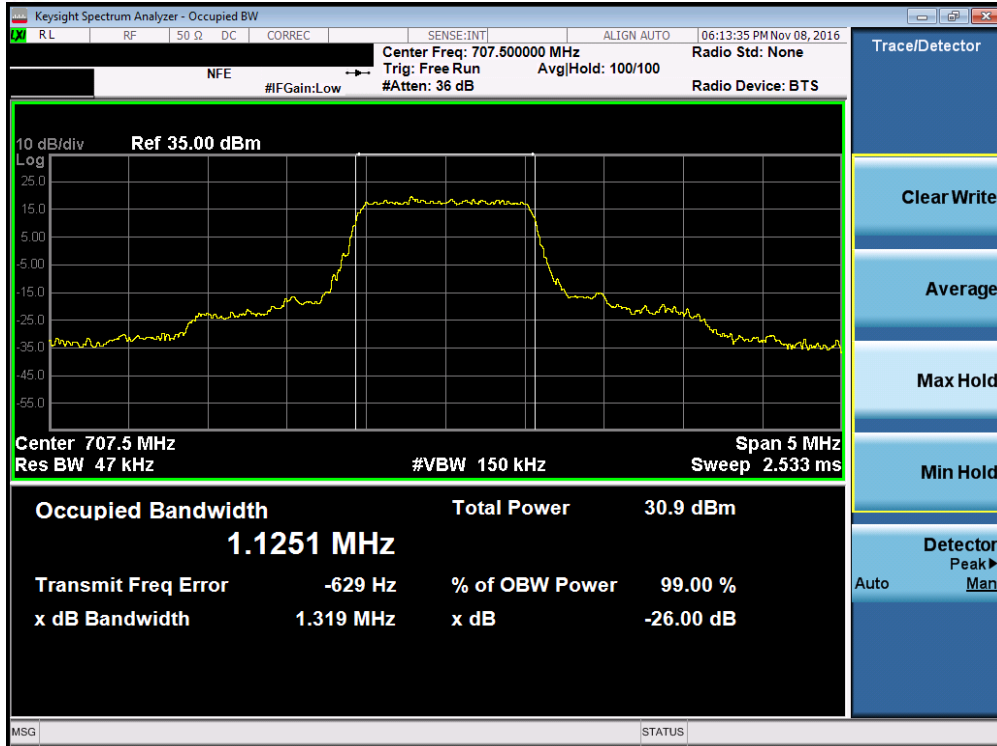 Keysight Spectrum Analyzer - Occupied BW
LXI RL RF 50 Ω DC CORREC SENSE:INT ALIGN AUTO 06:13:35 PM Nov 08, 2016
Center Freq: 707.500000 MHz Radio Std: None
NFE Trig: Free Run Avg|Hold: 100/100
#IFGain:Low #Atten: 36 dB Radio Device: BTS
10 dB/div Ref 35.00 dBm
Log
25.0
15.0
5.00
-5.00
-15.0
-25.0
-35.0
-45.0
-55.0
Center 707.5 MHz Span 5 MHz
Res BW 47 kHz #VBW 150 kHz Sweep 2.533 ms
Occupied Bandwidth Total Power 30.9 dBm
1.1251 MHz
Transmit Freq Error -629 Hz % of OBW Power 99.00 %
x dB Bandwidth 1.319 MHz x dB -26.00 dB
MSG STATUS
Trace/Detector
Clear Write
Average
Max Hold
Min Hold
Detector
Peak▶
Auto Man